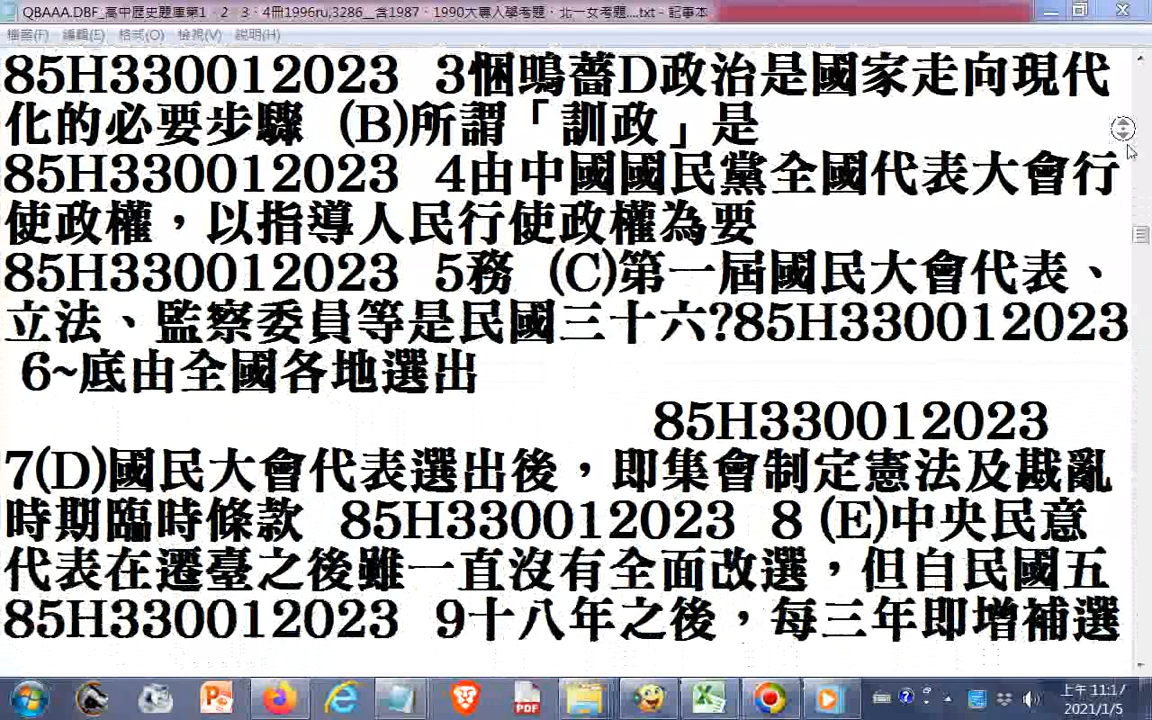 QBAAA.DBF_高中歷史題庫第1、2、3、4冊1996ru,3286__含1987、1990大專入學考題、北一女考題....txt - 記事本
檔案(F) 編輯(E) 格式(O) 檢視(V) 說明(H)
85H330012023 3悃鳴薔D政治是國家走向現代
化的必要步驟 (B)所謂「訓政」是
85H330012023 4由中國國民黨全國代表大會行
使政權，以指導人民行使政權為要
85H330012023 5務 (C)第一屆國民大會代表、
立法、監察委員等是民國三十六?85H330012023
6~底由全國各地選出
85H330012023
7(D)國民大會代表選出後，即集會制定憲法及戡亂
時期臨時條款 85H330012023 8 (E)中央民意
代表在遷臺之後雖一直沒有全面改選，但自民國五
85H330012023 9十八年之後，每三年即增補選
上午 11:17
2021/1/5